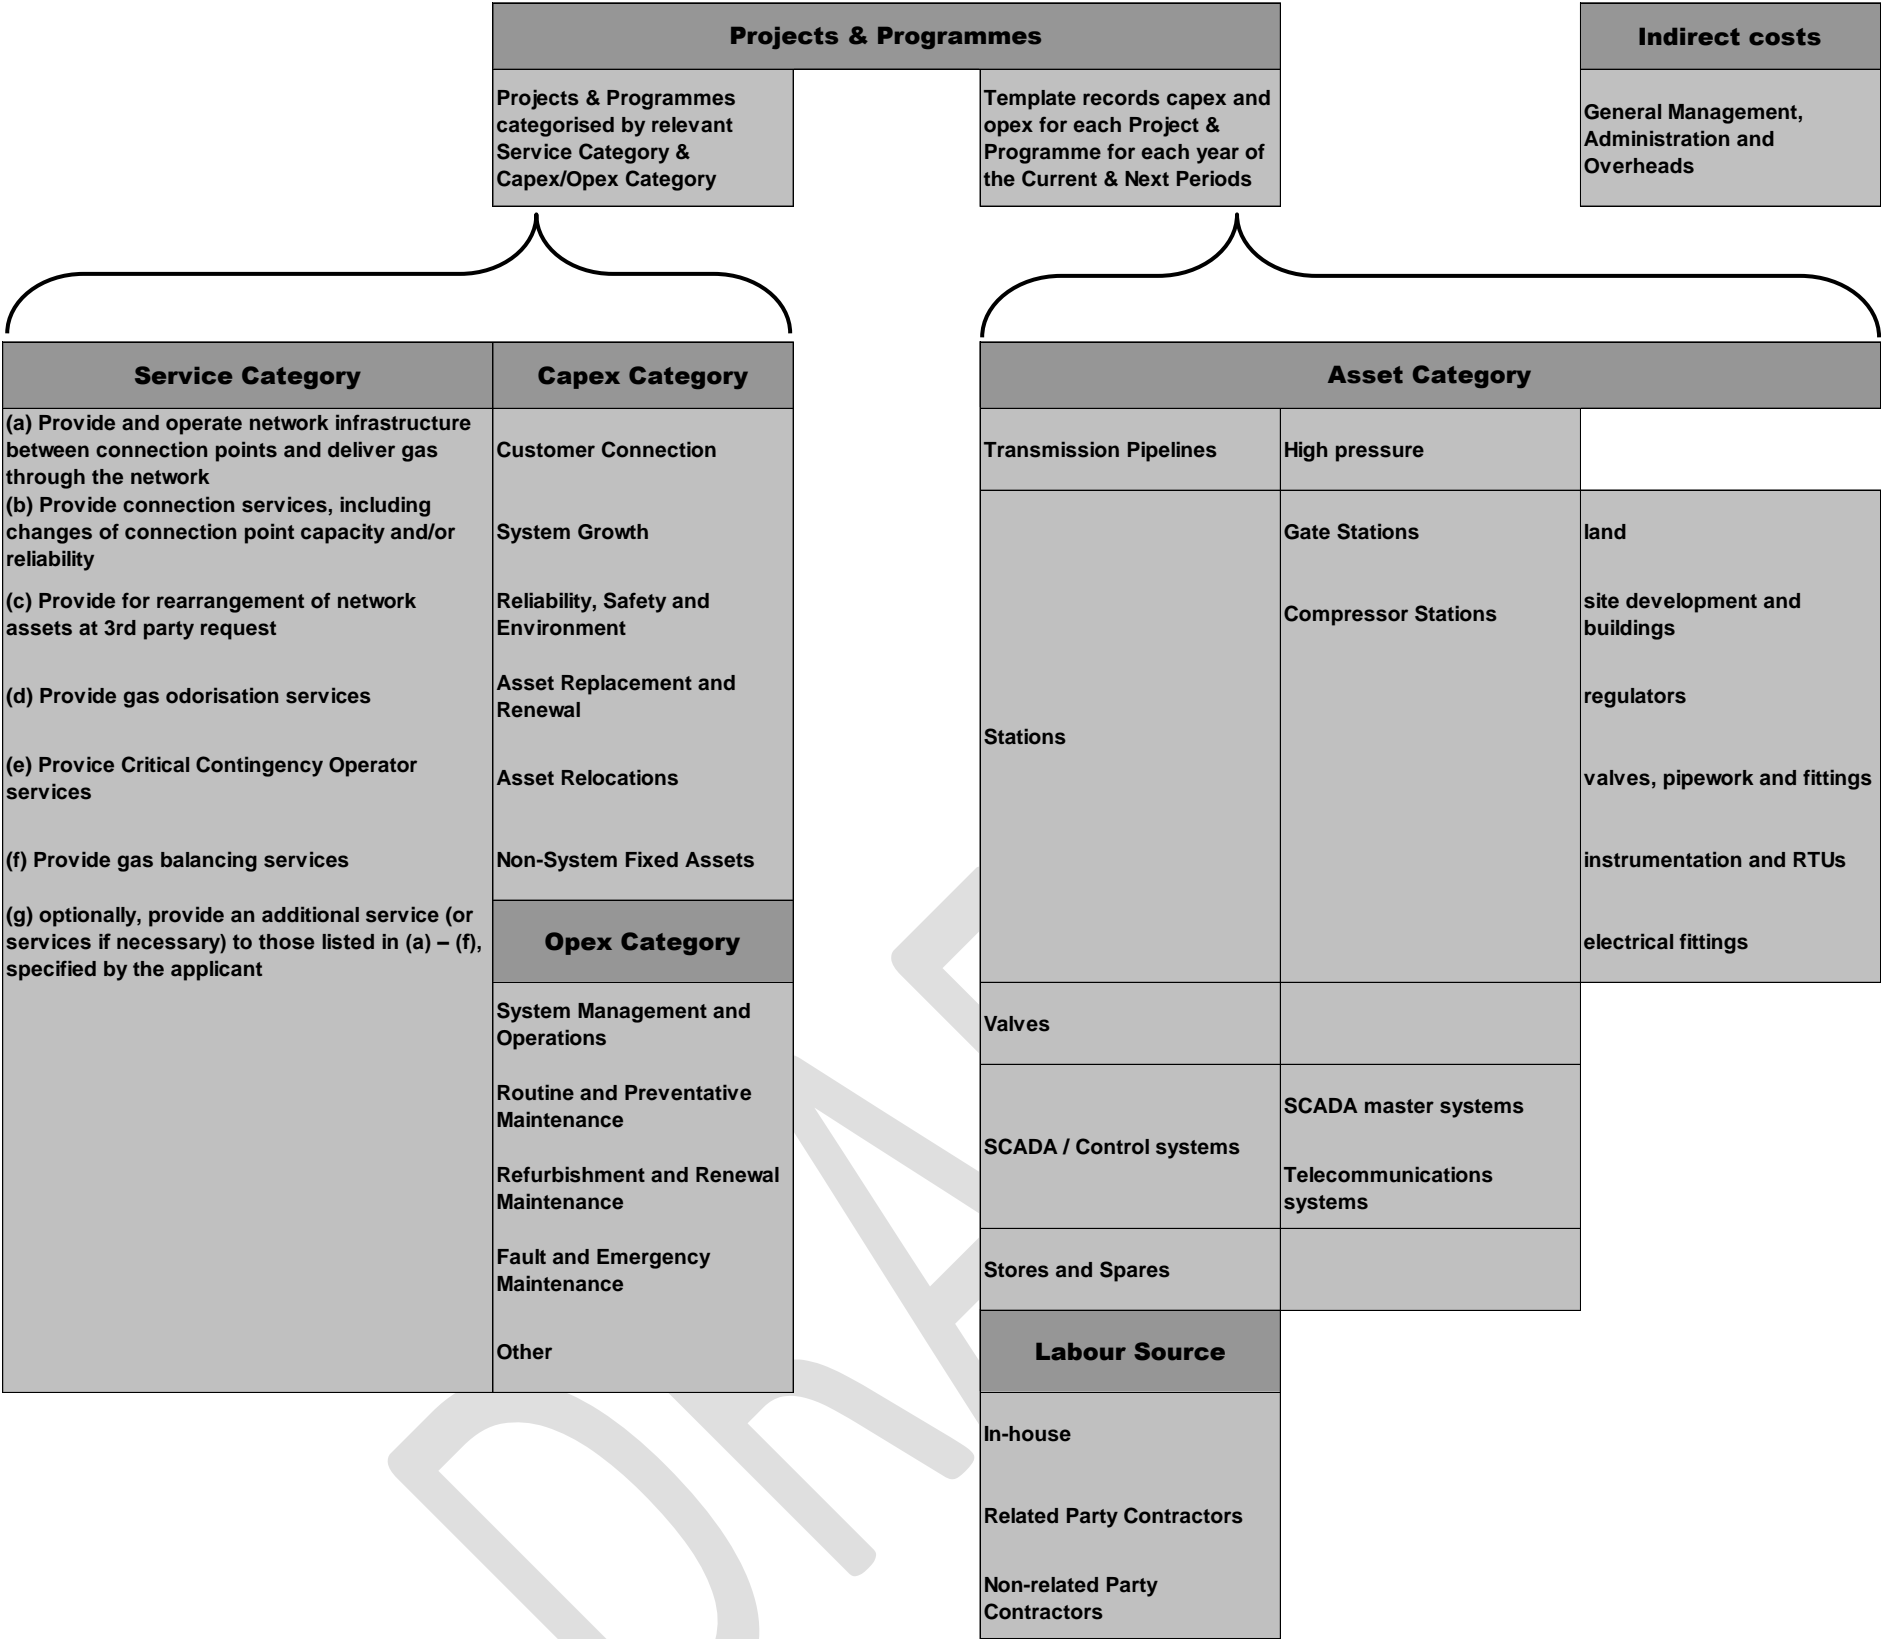 Projects & Programmes
Indirect costs
Projects & Programmes
categorised by relevant
Service Category &
Capex/Opex Category
Template records capex and
opex for each Project &
Programme for each year of
the Current & Next Periods
General Management,
Administration and
Overheads
Service Category
(a) Provide and operate network infrastructure
between connection points and deliver gas
through the network
(b) Provide connection services, including
changes of connection point capacity and/or
reliability
(c) Provide for rearrangement of network
assets at 3rd party request
(d) Provide gas odorisation services
(e) Provice Critical Contingency Operator
services
(f) Provide gas balancing services
(g) optionally, provide an additional service (or
services if necessary) to those listed in (a) – (f),
specified by the applicant
Capex Category
Customer Connection
System Growth
Reliability, Safety and
Environment
Asset Replacement and
Renewal
Asset Relocations
Non-System Fixed Assets
Opex Category
System Management and
Operations
Routine and Preventative
Maintenance
Refurbishment and Renewal
Maintenance
Fault and Emergency
Maintenance
Other
Asset Category
Transmission Pipelines
High pressure
Stations
Gate Stations
Compressor Stations
land
site development and
buildings
regulators
valves, pipework and fittings
instrumentation and RTUs
electrical fittings
Valves
SCADA / Control systems
SCADA master systems
Telecommunications
systems
Stores and Spares
Labour Source
In-house
Related Party Contractors
Non-related Party
Contractors